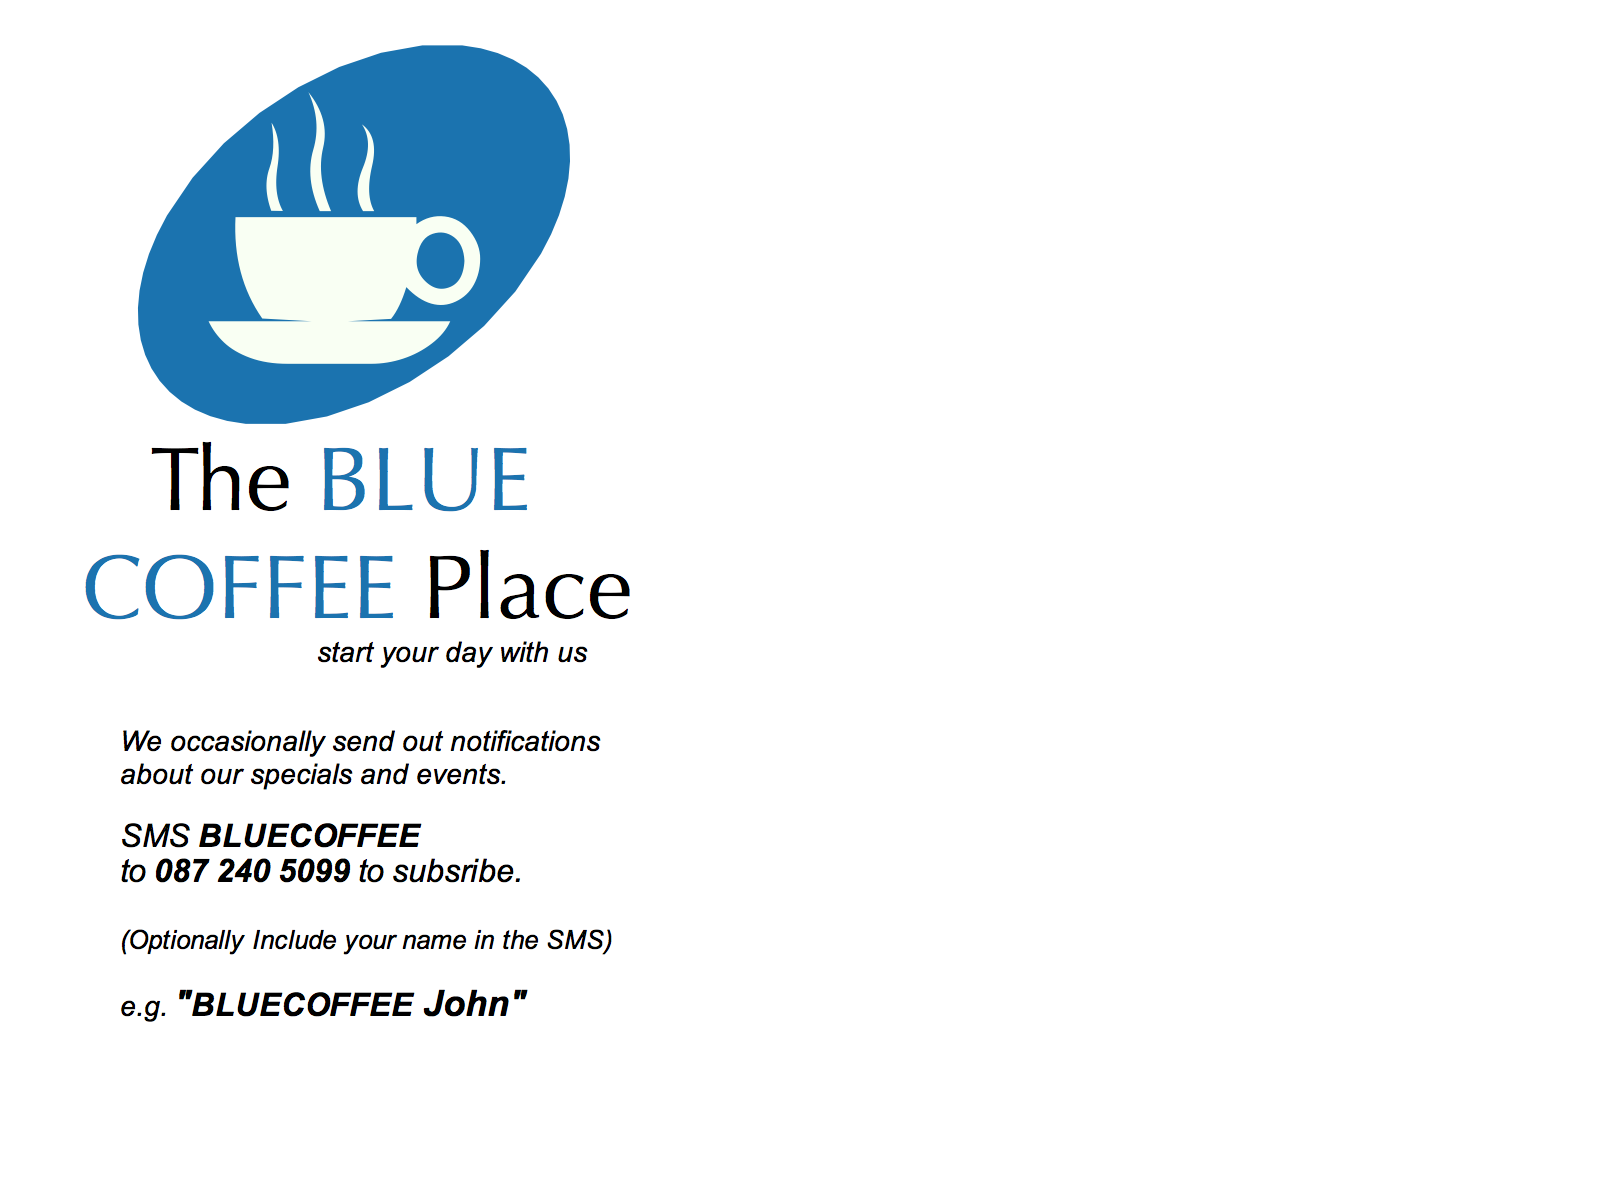 The BLUE
COFFEE Place
start your day with us
We occasionally send out notifications
about our specials and events.
SMS BLUECOFFEE
to 087 240 5099 to subsribe.
(Optionally Include your name in the SMS)
e.g. "BLUECOFFEE John"